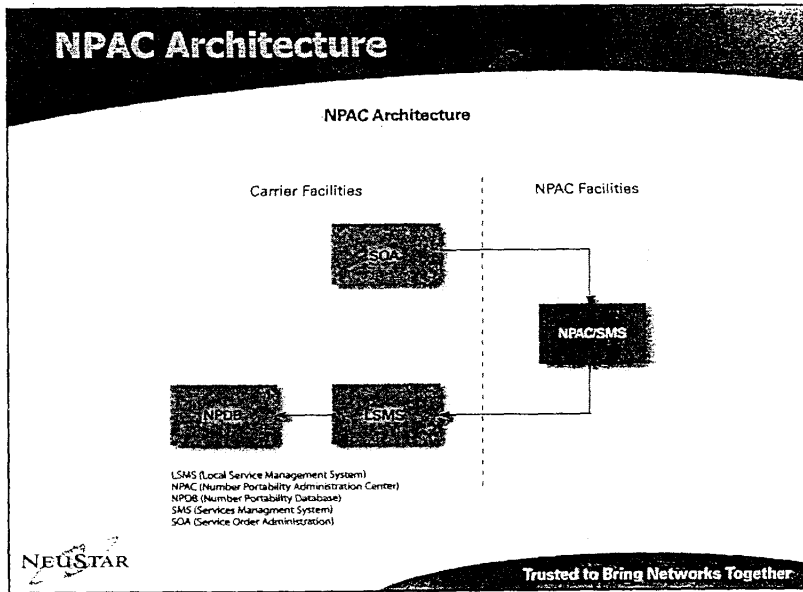 NPAC Architecture
NPAC Architecture
Carrier Facilities
NPAC Facilities
SOA
NPAC/SMS
NPDB
LSMS
LSMS (Local Service Management System)
NPAC (Number Portability Administration Center)
NPDB (Number Portability Database)
SMS (Services Managment System)
SOA (Service Order Administration)
NEUSTAR
Trusted to Bring Networks Together